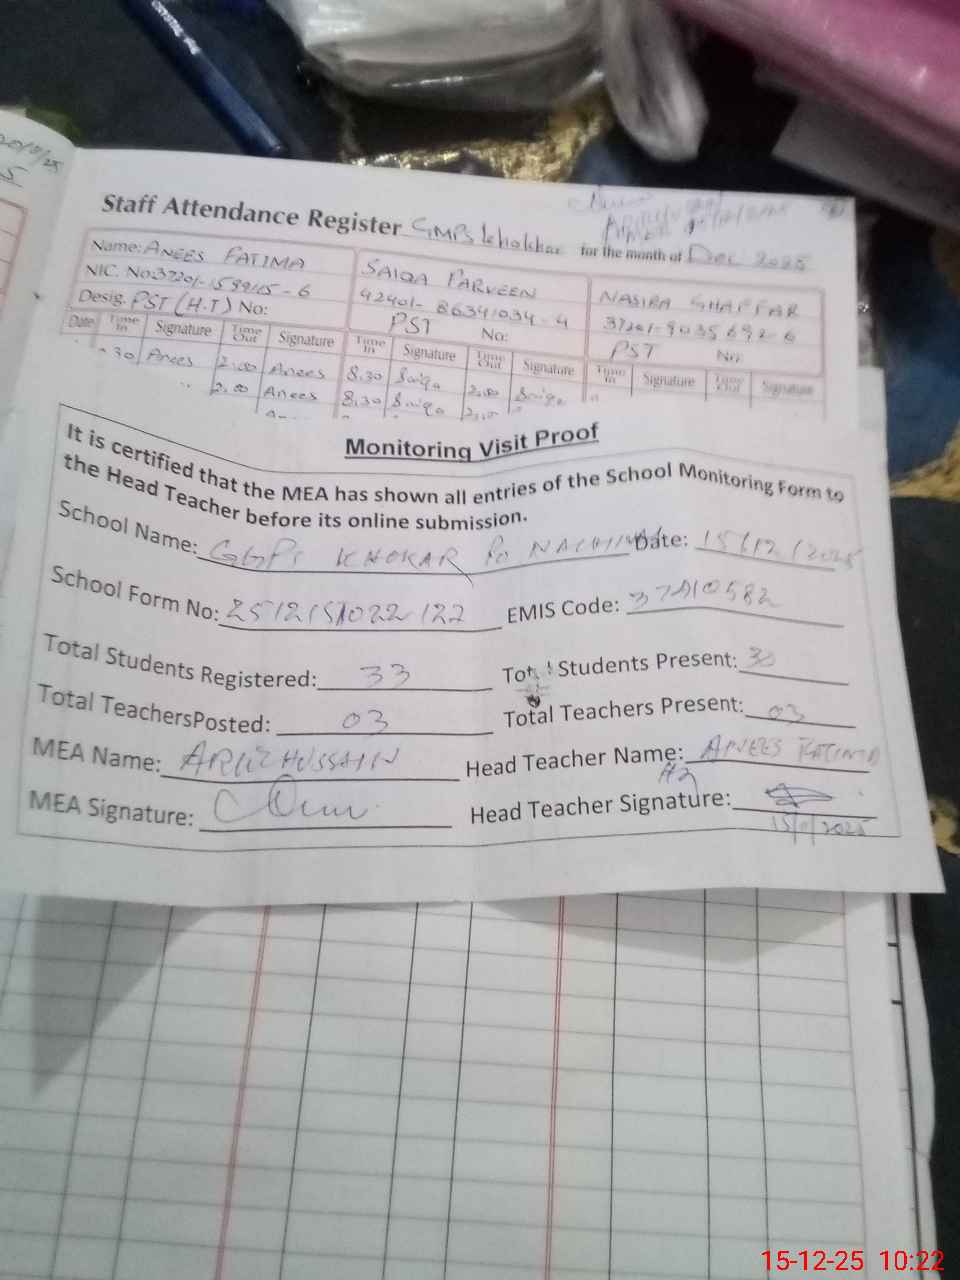 CRYSTAL
Staff Attendance Register GMPS khokhar for the month of Dec 2025
Name: ANEES FATIMA
NIC. No:
Desig. PST (H.T) No:
SAIQA PARVEEN
42401-86341034-4
PST No:
NASIRA GHAFFAR
37201-9035692-6
PST No:
Date Time In Signature Time Out Signature Time In Signature Time Out Signature Time In Signature Time Out Signature
30 Anees 2.00 Anees 8.30 Saiqa 2.00 Saiqa
2.00 Anees 8.30 Saiqa
Monitoring Visit Proof
It is certified that the MEA has shown all entries of the School Monitoring Form to
the Head Teacher before its online submission.
School Name: GGPS KHOKAR Date: 15/12/2025
School Form No: EMIS Code: 37210582
Total Students Registered: 33 Total Students Present: 30
Total TeachersPosted: 03 Total Teachers Present: 03
MEA Name: HUSSAIN Head Teacher Name: ANEES FATIMA
MEA Signature: Head Teacher Signature:
15-12-25 10:22